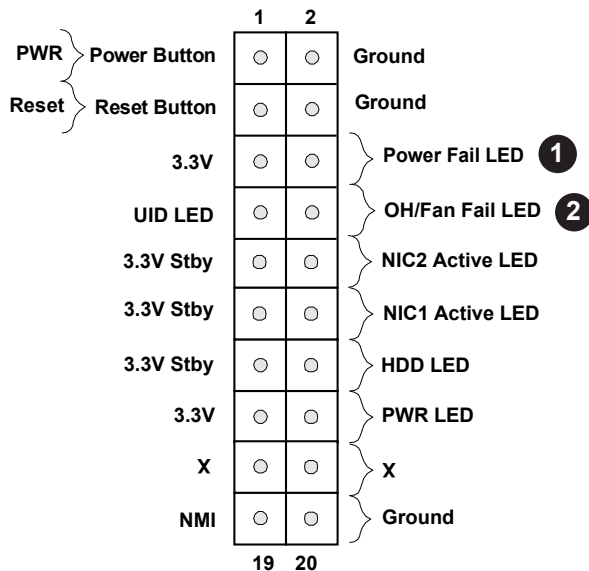 1 2
PWR Power Button Ground
Reset Reset Button Ground
3.3V Power Fail LED 1
UID LED OH/Fan Fail LED 2
3.3V Stby NIC2 Active LED
3.3V Stby NIC1 Active LED
3.3V Stby HDD LED
3.3V PWR LED
X X
NMI Ground
19 20